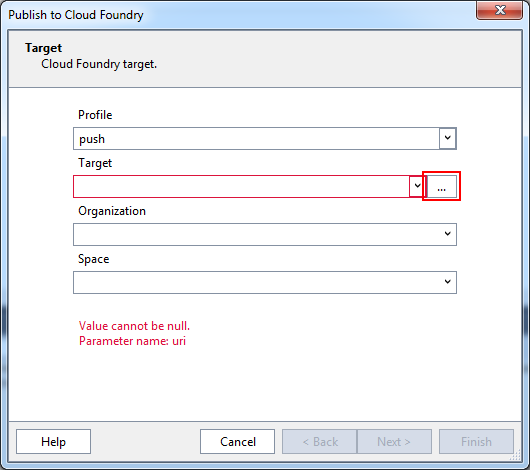 Publish to Cloud Foundry
Target
Cloud Foundry target.
Profile
push
Target
...
Organization
Space
Value cannot be null.
Parameter name: uri
Help
Cancel
< Back
Next >
Finish